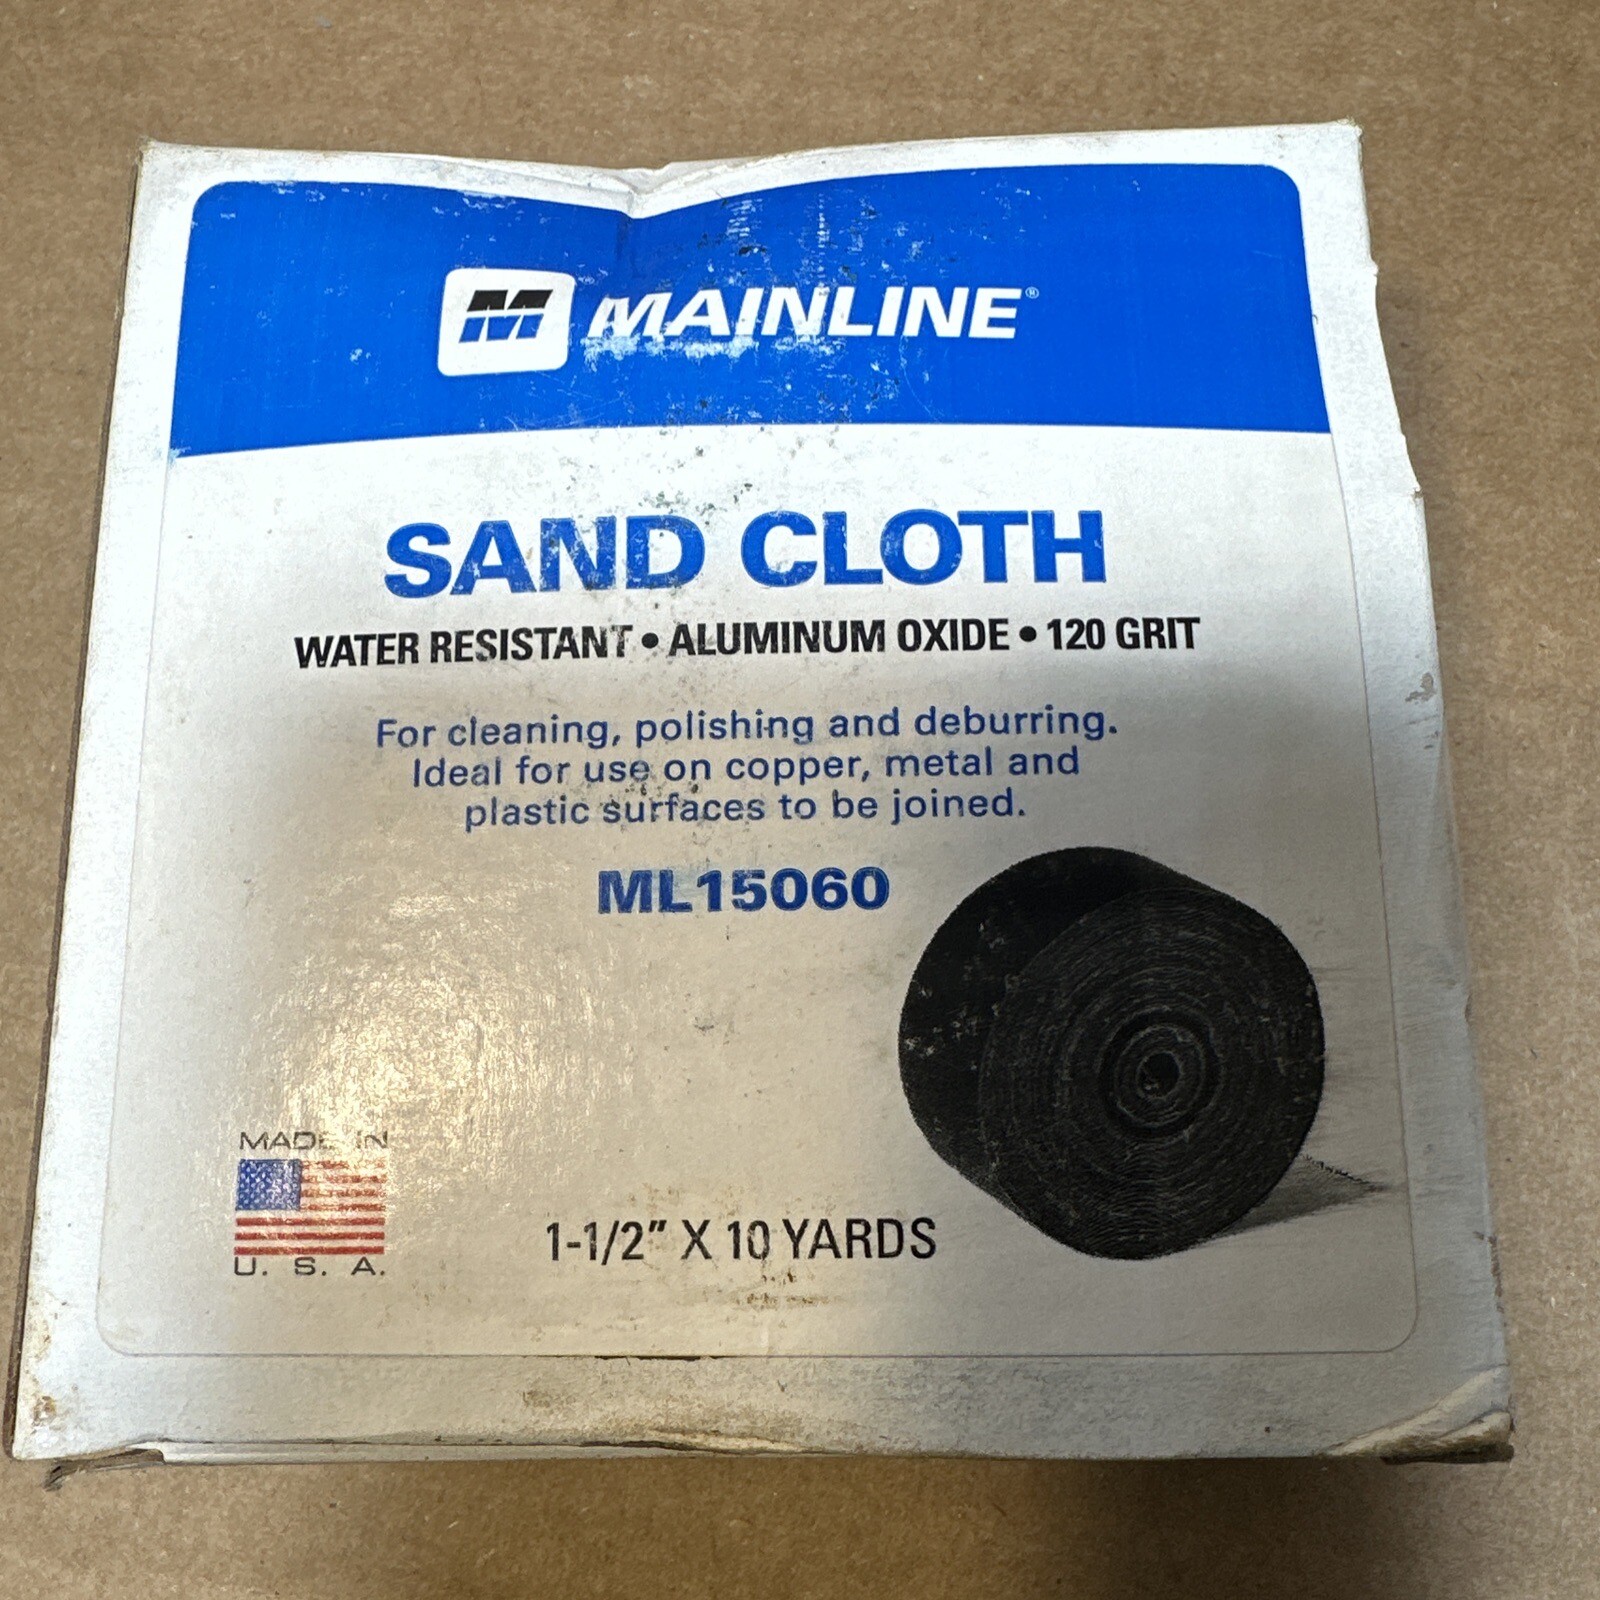 M MAINLINE®
SAND CLOTH
WATER RESISTANT • ALUMINUM OXIDE • 120 GRIT
For cleaning, polishing and deburring.
Ideal for use on copper, metal and
plastic surfaces to be joined.
ML15060
MADE IN
U. S. A.
1-1/2" X 10 YARDS